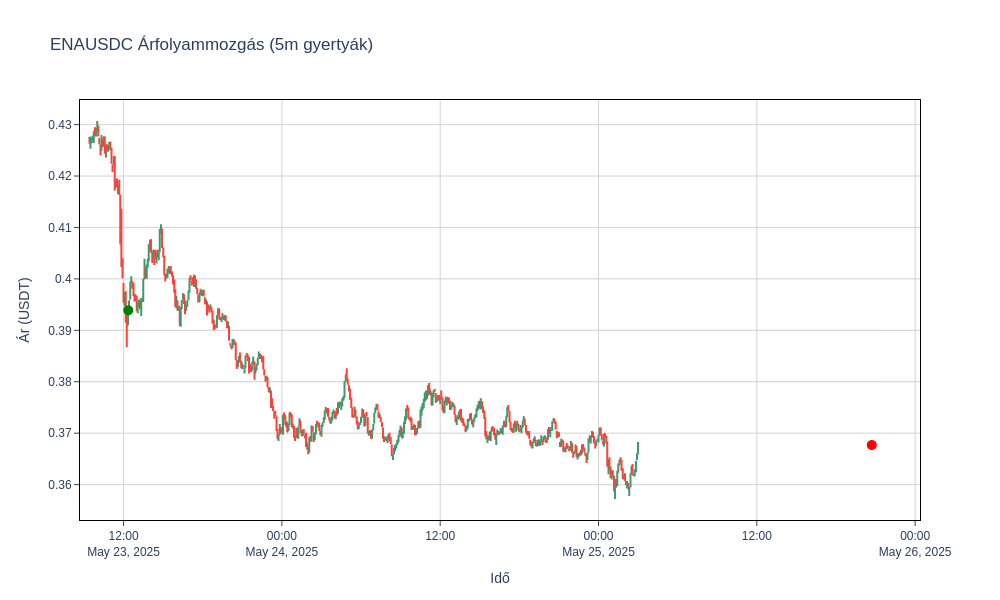 ENAUSDC Árfolyammozgás (5m gyertyák)
0.43
0.42
0.41
0.4
0.39
0.38
0.37
0.36
Ár (USDT)
12:00 00:00 12:00 00:00 12:00 00:00
May 23, 2025 May 24, 2025 May 25, 2025 May 26, 2025
Idő